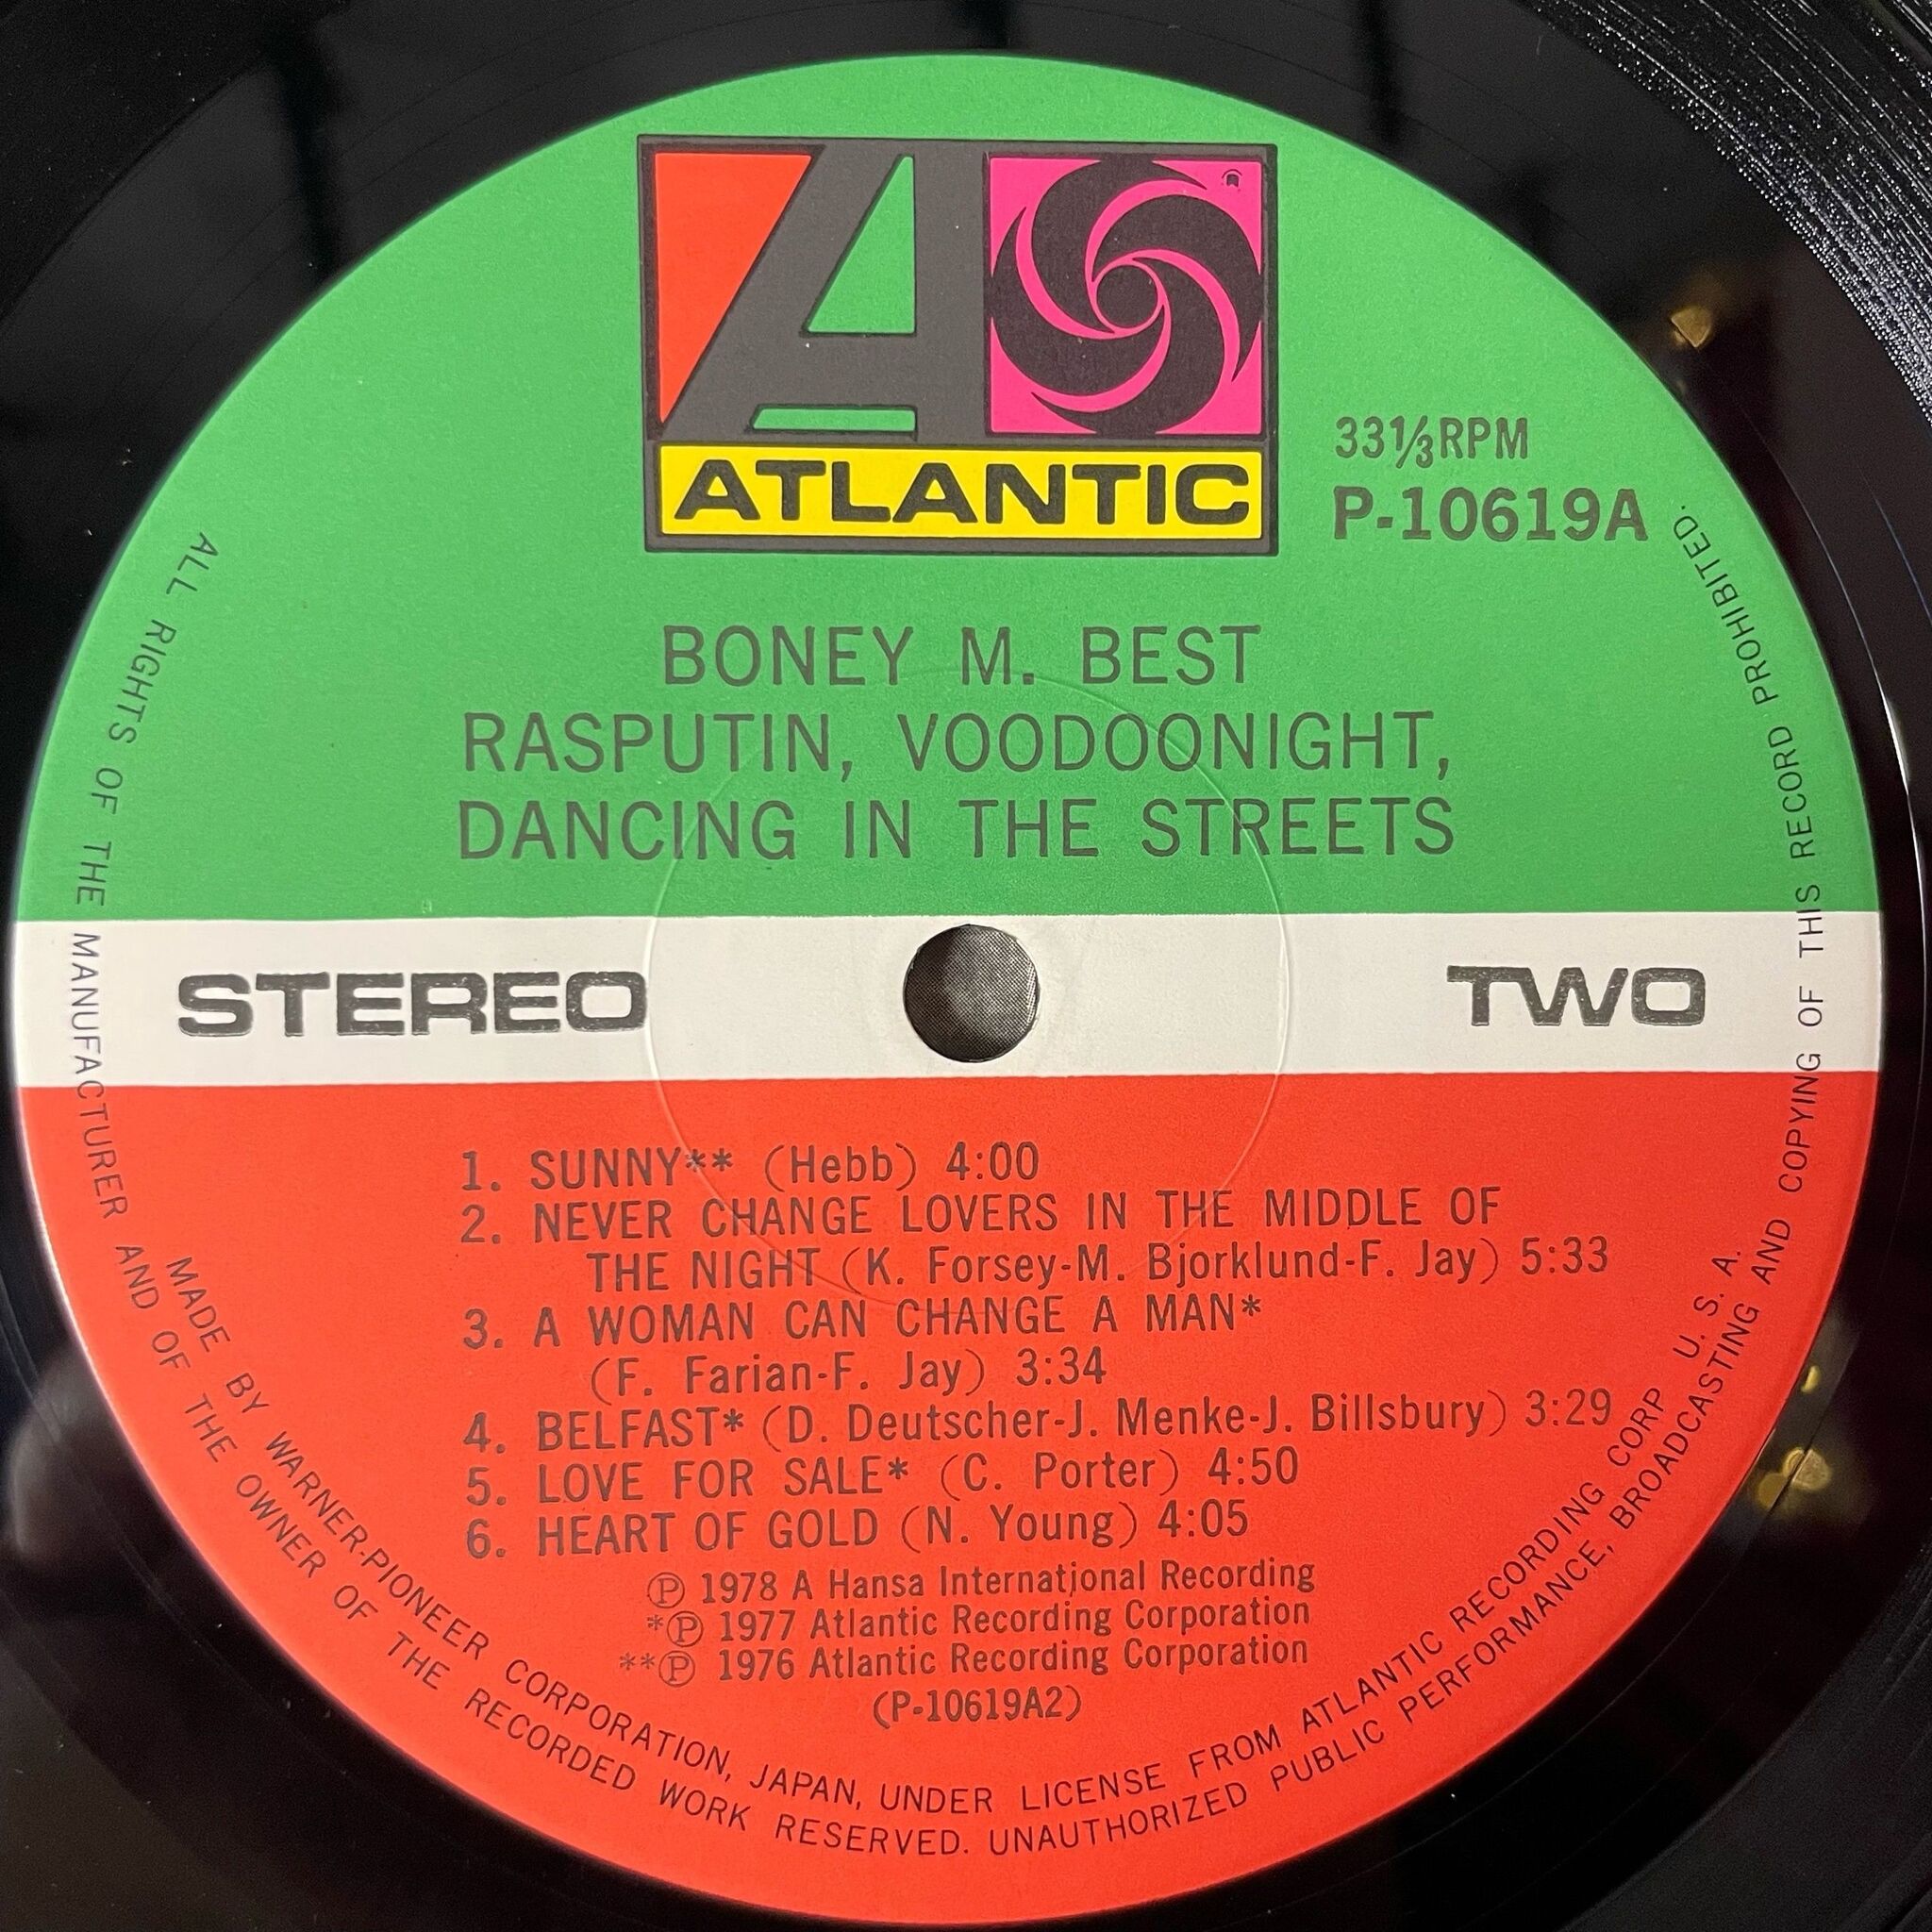 ATLANTIC
33⅓RPM
P-10619A
BONEY M. BEST
RASPUTIN, VOODOONIGHT,
DANCING IN THE STREETS
STEREO
TWO
1. SUNNY** (Hebb) 4:00
2. NEVER CHANGE LOVERS IN THE MIDDLE OF
THE NIGHT (K. Forsey-M. Bjorklund-F. Jay) 5:33
3. A WOMAN CAN CHANGE A MAN*
(F. Farian-F. Jay) 3:34
4. BELFAST* (D. Deutscher-J. Menke-J. Billsbury) 3:29
5. LOVE FOR SALE* (C. Porter) 4:50
6. HEART OF GOLD (N. Young) 4:05
Ⓟ 1978 A Hansa International Recording
*Ⓟ 1977 Atlantic Recording Corporation
**Ⓟ 1976 Atlantic Recording Corporation
(P-10619A2)
MADE BY WARNER-PIONEER CORPORATION, JAPAN, UNDER LICENSE FROM ATLANTIC RECORDING CORP U. S. A.
ALL RIGHTS OF THE MANUFACTURER AND OF THE OWNER OF THE RECORDED WORK RESERVED. UNAUTHORIZED PUBLIC PERFORMANCE, BROADCASTING AND COPYING OF THIS RECORD PROHIBITED.